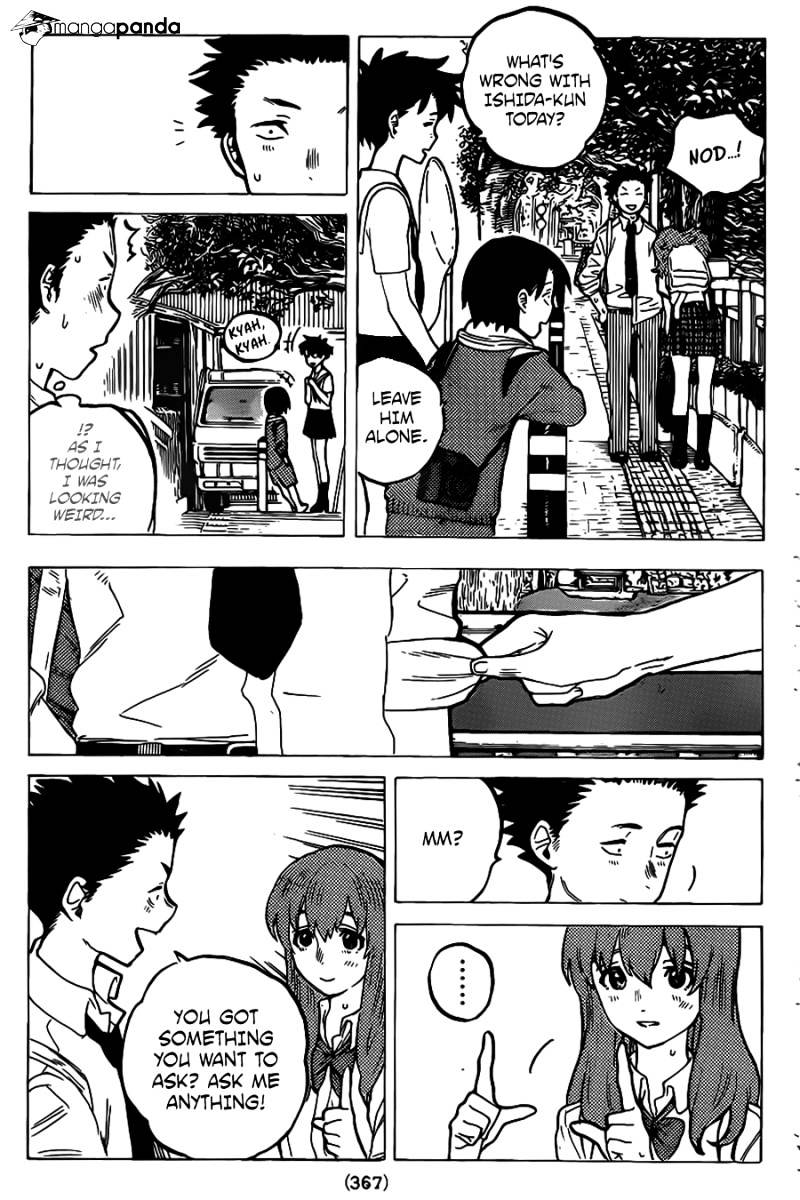 mangapanda
WHAT'S
WRONG WITH
ISHIDA-KUN
TODAY?
NOD...!
LEAVE
HIM
ALONE.
KYAH,
KYAH.
!?
AS I
THOUGHT,
I WAS
LOOKING
WEIRD...
MM?
......
YOU GOT
SOMETHING
YOU WANT TO
ASK? ASK ME
ANYTHING!
(367)